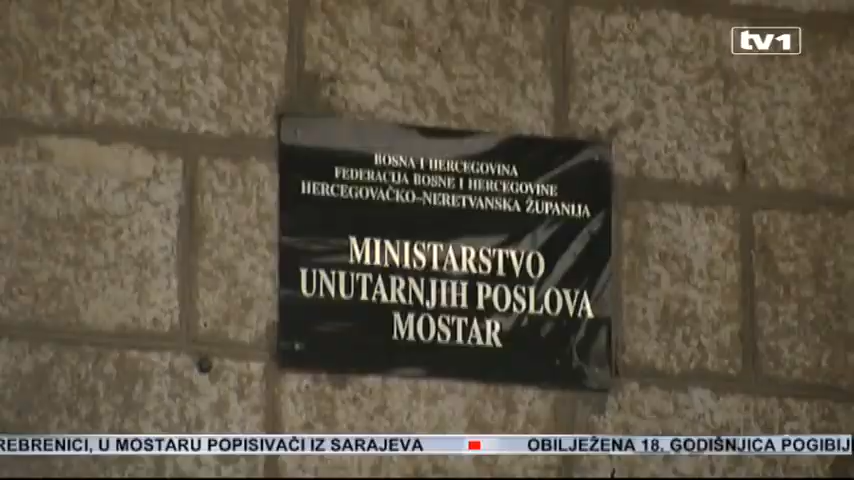 tv1
BOSNA I HERCEGOVINA
FEDERACIJA BOSNE I HERCEGOVINE
HERCEGOVAČKO-NERETVANSKA ŽUPANIJA
MINISTARSTVO
UNUTARNJIH POSLOVA
MOSTAR
REBRENICI, U MOSTARU POPISIVAČI IZ SARAJEVA OBILJEŽENA 18. GODIŠNJICA POGIBIJ